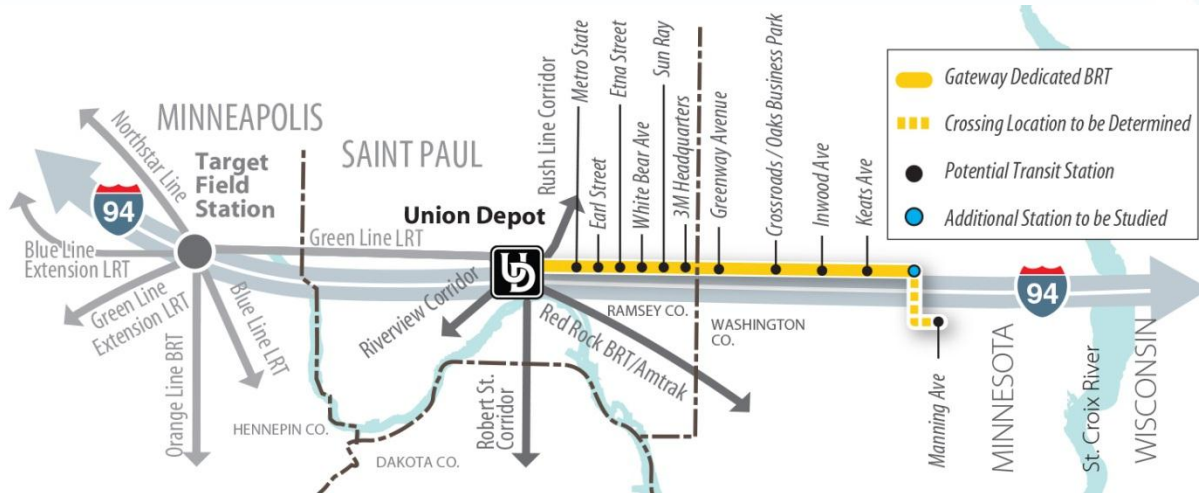 MINNEAPOLIS
SAINT PAUL
Northstar Line
Target
Field
Station
94
Blue Line
Extension LRT
Green Line
Extension LRT
Orange Line BRT
Blue Line LRT
Green Line LRT
Union Depot
UD
Rush Line Corridor
Riverview Corridor
Robert St.
Corridor
Red Rock BRT/Amtrak
HENNEPIN CO.
DAKOTA CO.
RAMSEY CO.
WASHINGTON
CO.
Metro State
Earl Street
Etna Street
White Bear Ave
Sun Ray
3M Headquarters
Greenway Avenue
Crossroads / Oaks Business Park
Inwood Ave
Keats Ave
Manning Ave
94
MINNESOTA
St. Croix River
WISCONSIN
Gateway Dedicated BRT
Crossing Location to be Determined
Potential Transit Station
Additional Station to be Studied